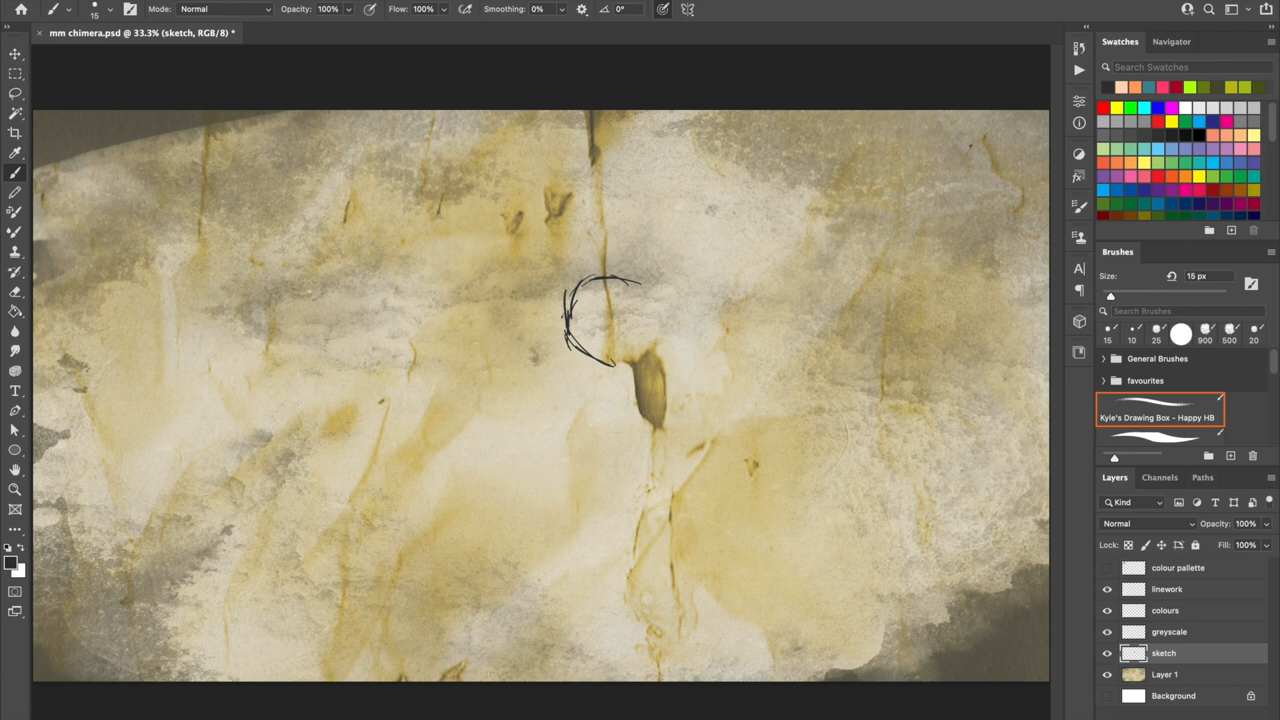 15
Mode: Normal
Opacity: 100%
Flow: 100%
Smoothing: 0%
0°
mm chimera.psd @ 33.3% (sketch, RGB/8) *
Swatches
Navigator
Search Swatches
Brushes
Size:
15 px
Search Brushes
15 10 25 900 500 20
General Brushes
favourites
Kyle's Drawing Box - Happy HB
Layers
Channels
Paths
Kind
Normal
Opacity: 100%
Lock:
Fill: 100%
colour pallette
linework
colours
greyscale
sketch
Layer 1
Background